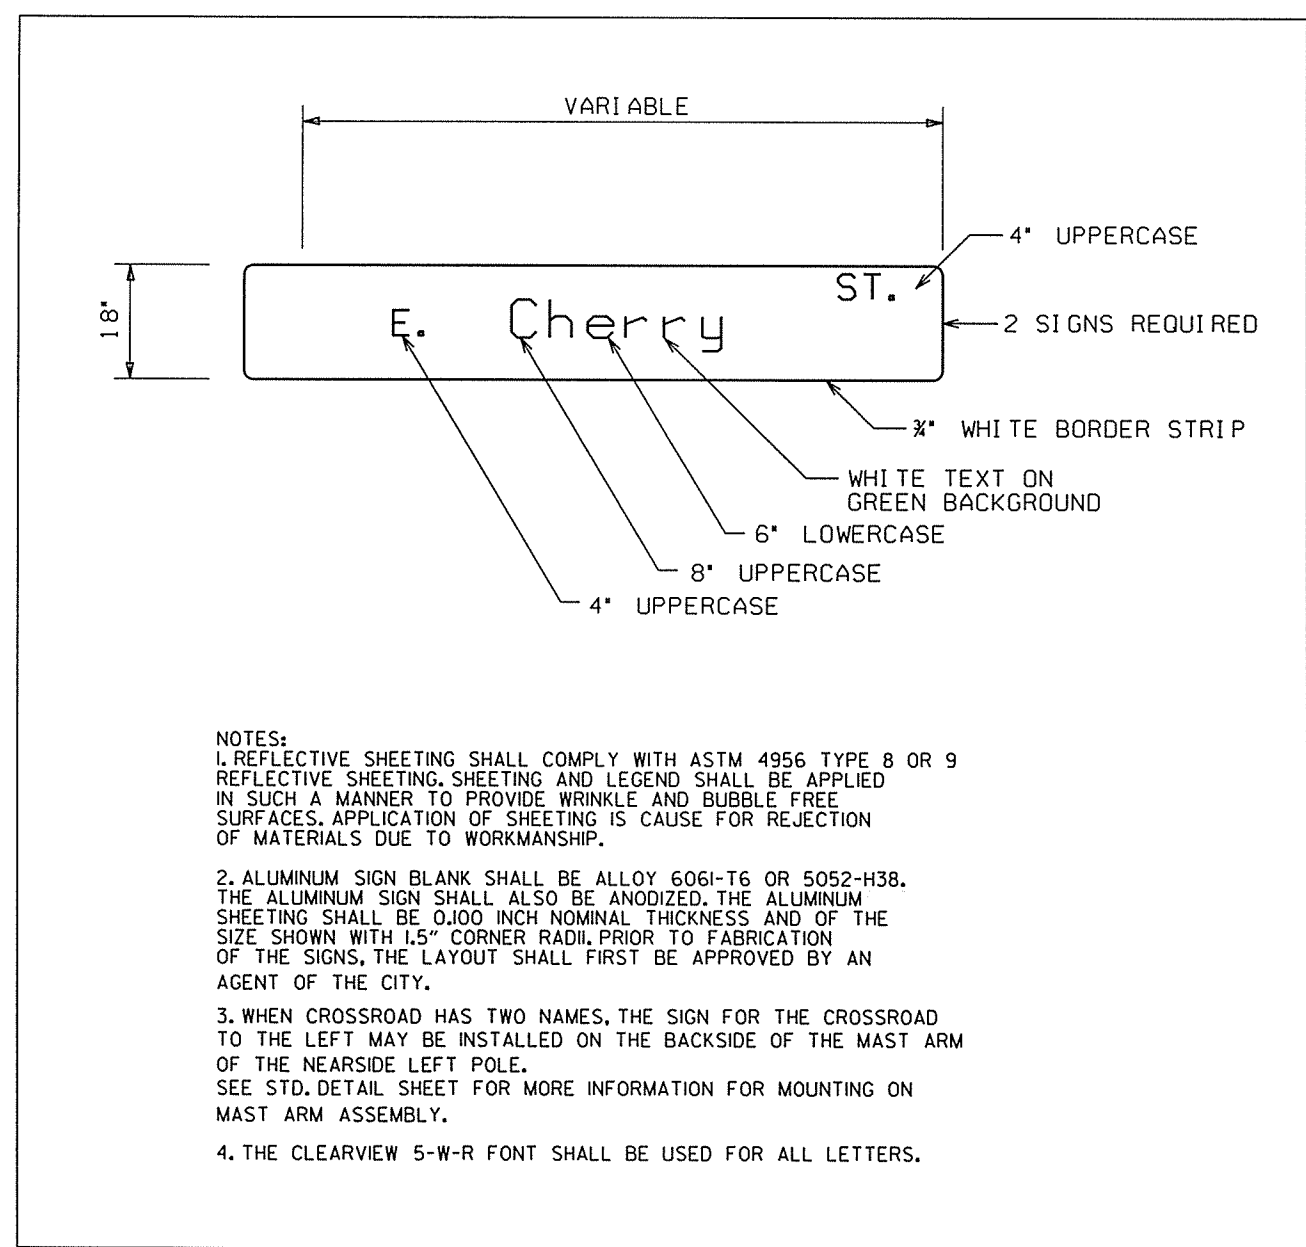 VARIABLE
4" UPPERCASE
18"
E. Cherry ST.
2 SIGNS REQUIRED
¾" WHITE BORDER STRIP
WHITE TEXT ON
GREEN BACKGROUND
6" LOWERCASE
8" UPPERCASE
4" UPPERCASE
NOTES:
1. REFLECTIVE SHEETING SHALL COMPLY WITH ASTM 4956 TYPE 8 OR 9
REFLECTIVE SHEETING. SHEETING AND LEGEND SHALL BE APPLIED
IN SUCH A MANNER TO PROVIDE WRINKLE AND BUBBLE FREE
SURFACES. APPLICATION OF SHEETING IS CAUSE FOR REJECTION
OF MATERIALS DUE TO WORKMANSHIP.
2. ALUMINUM SIGN BLANK SHALL BE ALLOY 6061-T6 OR 5052-H38.
THE ALUMINUM SIGN SHALL ALSO BE ANODIZED. THE ALUMINUM
SHEETING SHALL BE 0.100 INCH NOMINAL THICKNESS AND OF THE
SIZE SHOWN WITH 1.5" CORNER RADII. PRIOR TO FABRICATION
OF THE SIGNS, THE LAYOUT SHALL FIRST BE APPROVED BY AN
AGENT OF THE CITY.
3. WHEN CROSSROAD HAS TWO NAMES, THE SIGN FOR THE CROSSROAD
TO THE LEFT MAY BE INSTALLED ON THE BACKSIDE OF THE MAST ARM
OF THE NEARSIDE LEFT POLE.
SEE STD. DETAIL SHEET FOR MORE INFORMATION FOR MOUNTING ON
MAST ARM ASSEMBLY.
4. THE CLEARVIEW 5-W-R FONT SHALL BE USED FOR ALL LETTERS.